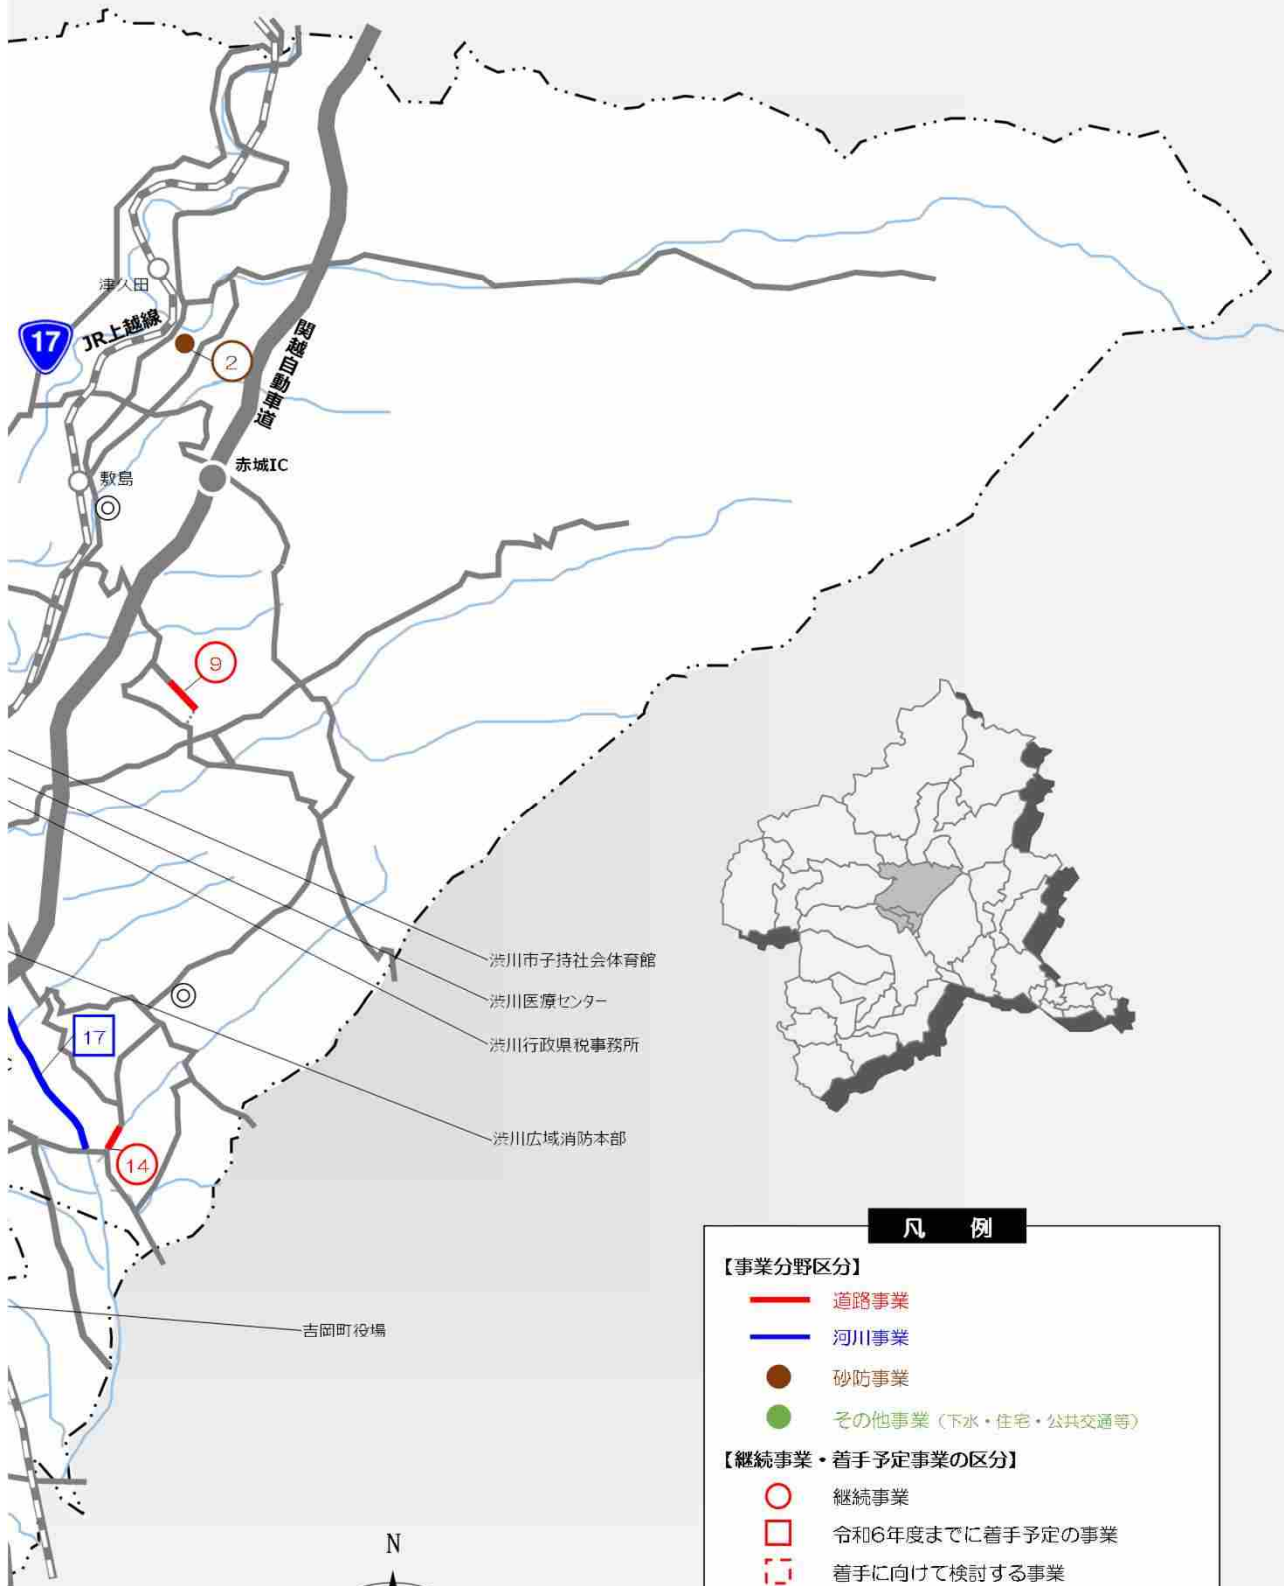 津久田
JR上越線
17
2
関越自動車道
赤城IC
敷島
9
渋川市子持社会体育館
渋川医療センター
渋川行政県税事務所
17
渋川広域消防本部
14
吉岡町役場
凡 例
【事業分野区分】
道路事業
河川事業
砂防事業
その他事業（下水・住宅・公共交通等）
【継続事業・着手予定事業の区分】
継続事業
令和6年度までに着手予定の事業
着手に向けて検討する事業
N